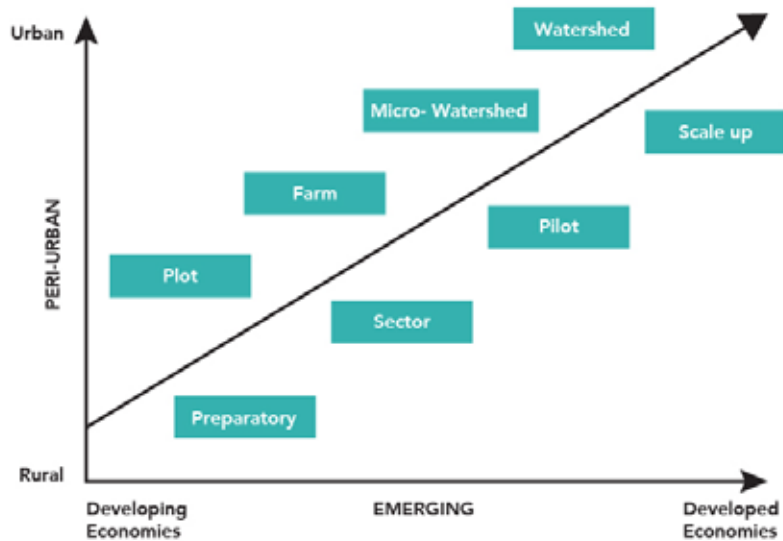 Urban
Watershed
Micro- Watershed
Scale up
Farm
Pilot
PERI-URBAN
Plot
Sector
Preparatory
Rural
Developing
Economies
EMERGING
Developed
Economies